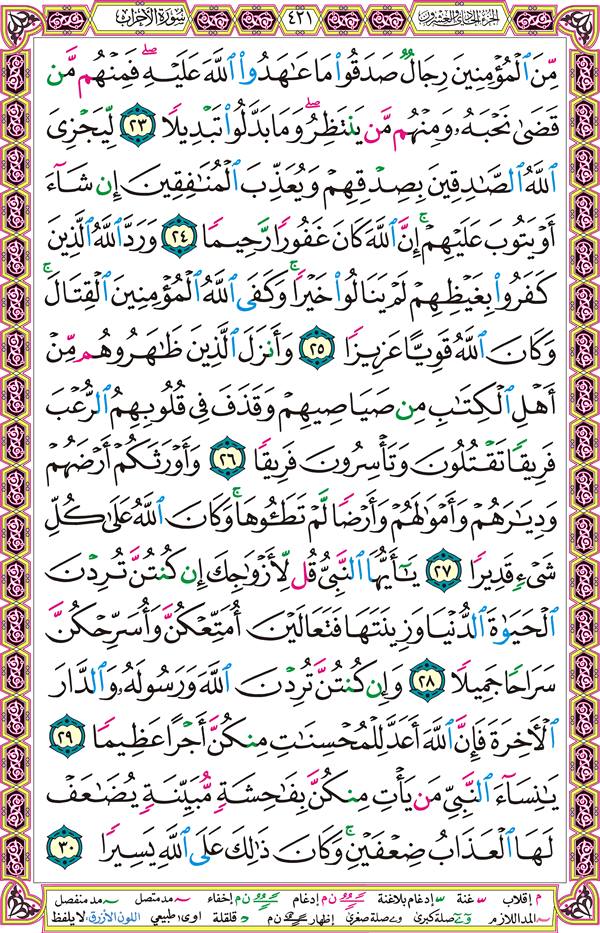 الجزء الحادي والعشرون ٤٢١ سورة الأحزاب
مِّنَ ٱلْمُؤْمِنِينَ رِجَالٌ صَدَقُوا۟ مَا عَٰهَدُوا۟ ٱللَّهَ عَلَيْهِ ۖ فَمِنْهُم مَّن
قَضَىٰ نَحْبَهُۥ وَمِنْهُم مَّن يَنتَظِرُ ۖ وَمَا بَدَّلُوا۟ تَبْدِيلًا ٢٣ لِّيَجْزِىَ
ٱللَّهُ ٱلصَّٰدِقِينَ بِصِدْقِهِمْ وَيُعَذِّبَ ٱلْمُنَٰفِقِينَ إِن شَآءَ
أَوْ يَتُوبَ عَلَيْهِمْ ۚ إِنَّ ٱللَّهَ كَانَ غَفُورًا رَّحِيمًا ٢٤ وَرَدَّ ٱللَّهُ ٱلَّذِينَ
كَفَرُوا۟ بِغَيْظِهِمْ لَمْ يَنَالُوا۟ خَيْرًا ۚ وَكَفَى ٱللَّهُ ٱلْمُؤْمِنِينَ ٱلْقِتَالَ ۚ
وَكَانَ ٱللَّهُ قَوِيًّا عَزِيزًا ٢٥ وَأَنزَلَ ٱلَّذِينَ ظَٰهَرُوهُم مِّنْ
أَهْلِ ٱلْكِتَٰبِ مِن صَيَاصِيهِمْ وَقَذَفَ فِى قُلُوبِهِمُ ٱلرُّعْبَ
فَرِيقًا تَقْتُلُونَ وَتَأْسِرُونَ فَرِيقًا ٢٦ وَأَوْرَثَكُمْ أَرْضَهُمْ
وَدِيَٰرَهُمْ وَأَمْوَٰلَهُمْ وَأَرْضًا لَّمْ تَطَـُٔوهَا ۚ وَكَانَ ٱللَّهُ عَلَىٰ كُلِّ
شَىْءٍ قَدِيرًا ٢٧ يَٰٓأَيُّهَا ٱلنَّبِىُّ قُل لِّأَزْوَٰجِكَ إِن كُنتُنَّ تُرِدْنَ
ٱلْحَيَوٰةَ ٱلدُّنْيَا وَزِينَتَهَا فَتَعَالَيْنَ أُمَتِّعْكُنَّ وَأُسَرِّحْكُنَّ
سَرَاحًا جَمِيلًا ٢٨ وَإِن كُنتُنَّ تُرِدْنَ ٱللَّهَ وَرَسُولَهُۥ وَٱلدَّارَ
ٱلْـَٔاخِرَةَ فَإِنَّ ٱللَّهَ أَعَدَّ لِلْمُحْسِنَٰتِ مِنكُنَّ أَجْرًا عَظِيمًا ٢٩
يَٰنِسَآءَ ٱلنَّبِىِّ مَن يَأْتِ مِنكُنَّ بِفَٰحِشَةٍ مُّبَيِّنَةٍ يُضَٰعَفْ
لَهَا ٱلْعَذَابُ ضِعْفَيْنِ ۚ وَكَانَ ذَٰلِكَ عَلَى ٱللَّهِ يَسِيرًا ٣٠
م إقلاب غنة إدغام بلاغنة ن م إدغام إخفاء مد متصل مد منفصل
المد اللازم صلة كبرى صلة صغرى إظهار ن م قلقلة طبيعي اللون الأزرق: لا يلفظ